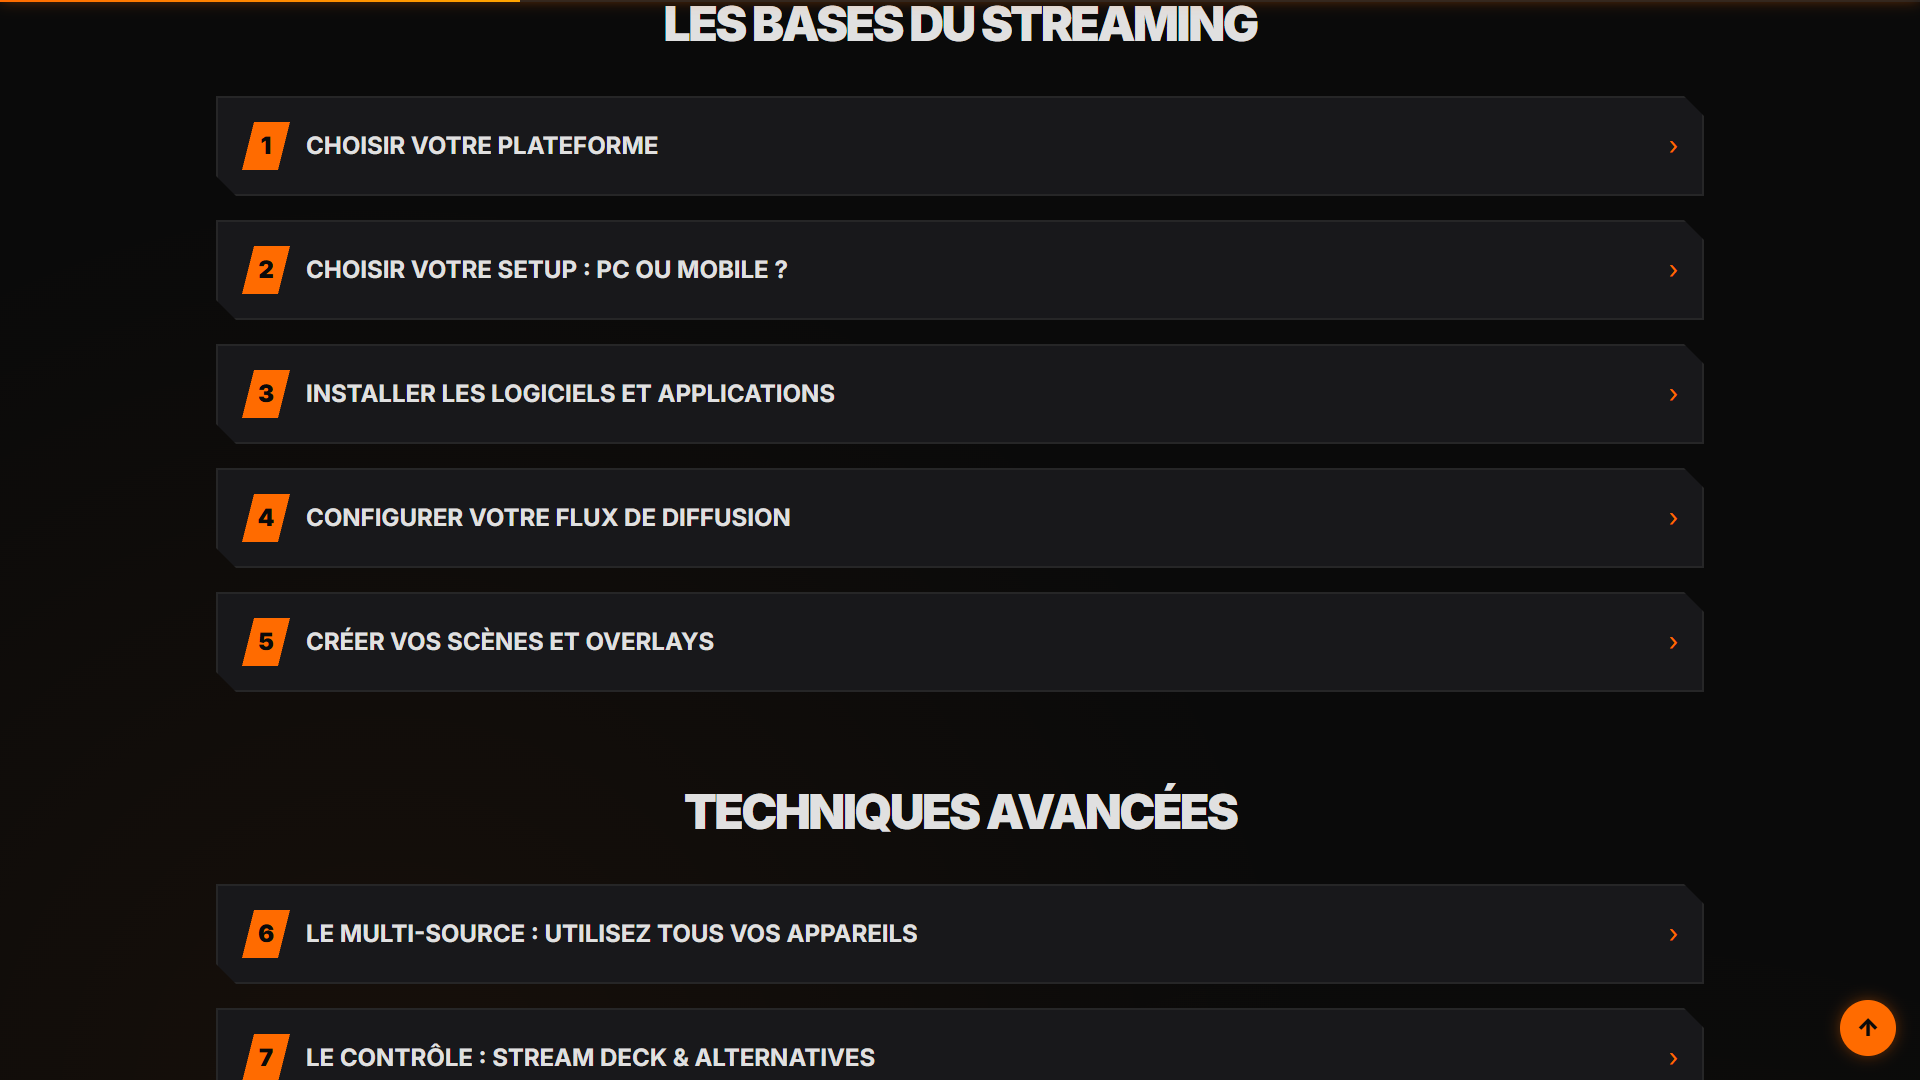 LES BASES DU STREAMING
1 CHOISIR VOTRE PLATEFORME ›
2 CHOISIR VOTRE SETUP : PC OU MOBILE ? ›
3 INSTALLER LES LOGICIELS ET APPLICATIONS ›
4 CONFIGURER VOTRE FLUX DE DIFFUSION ›
5 CRÉER VOS SCÈNES ET OVERLAYS ›
TECHNIQUES AVANCÉES
6 LE MULTI-SOURCE : UTILISEZ TOUS VOS APPAREILS ›
7 LE CONTRÔLE : STREAM DECK & ALTERNATIVES ›